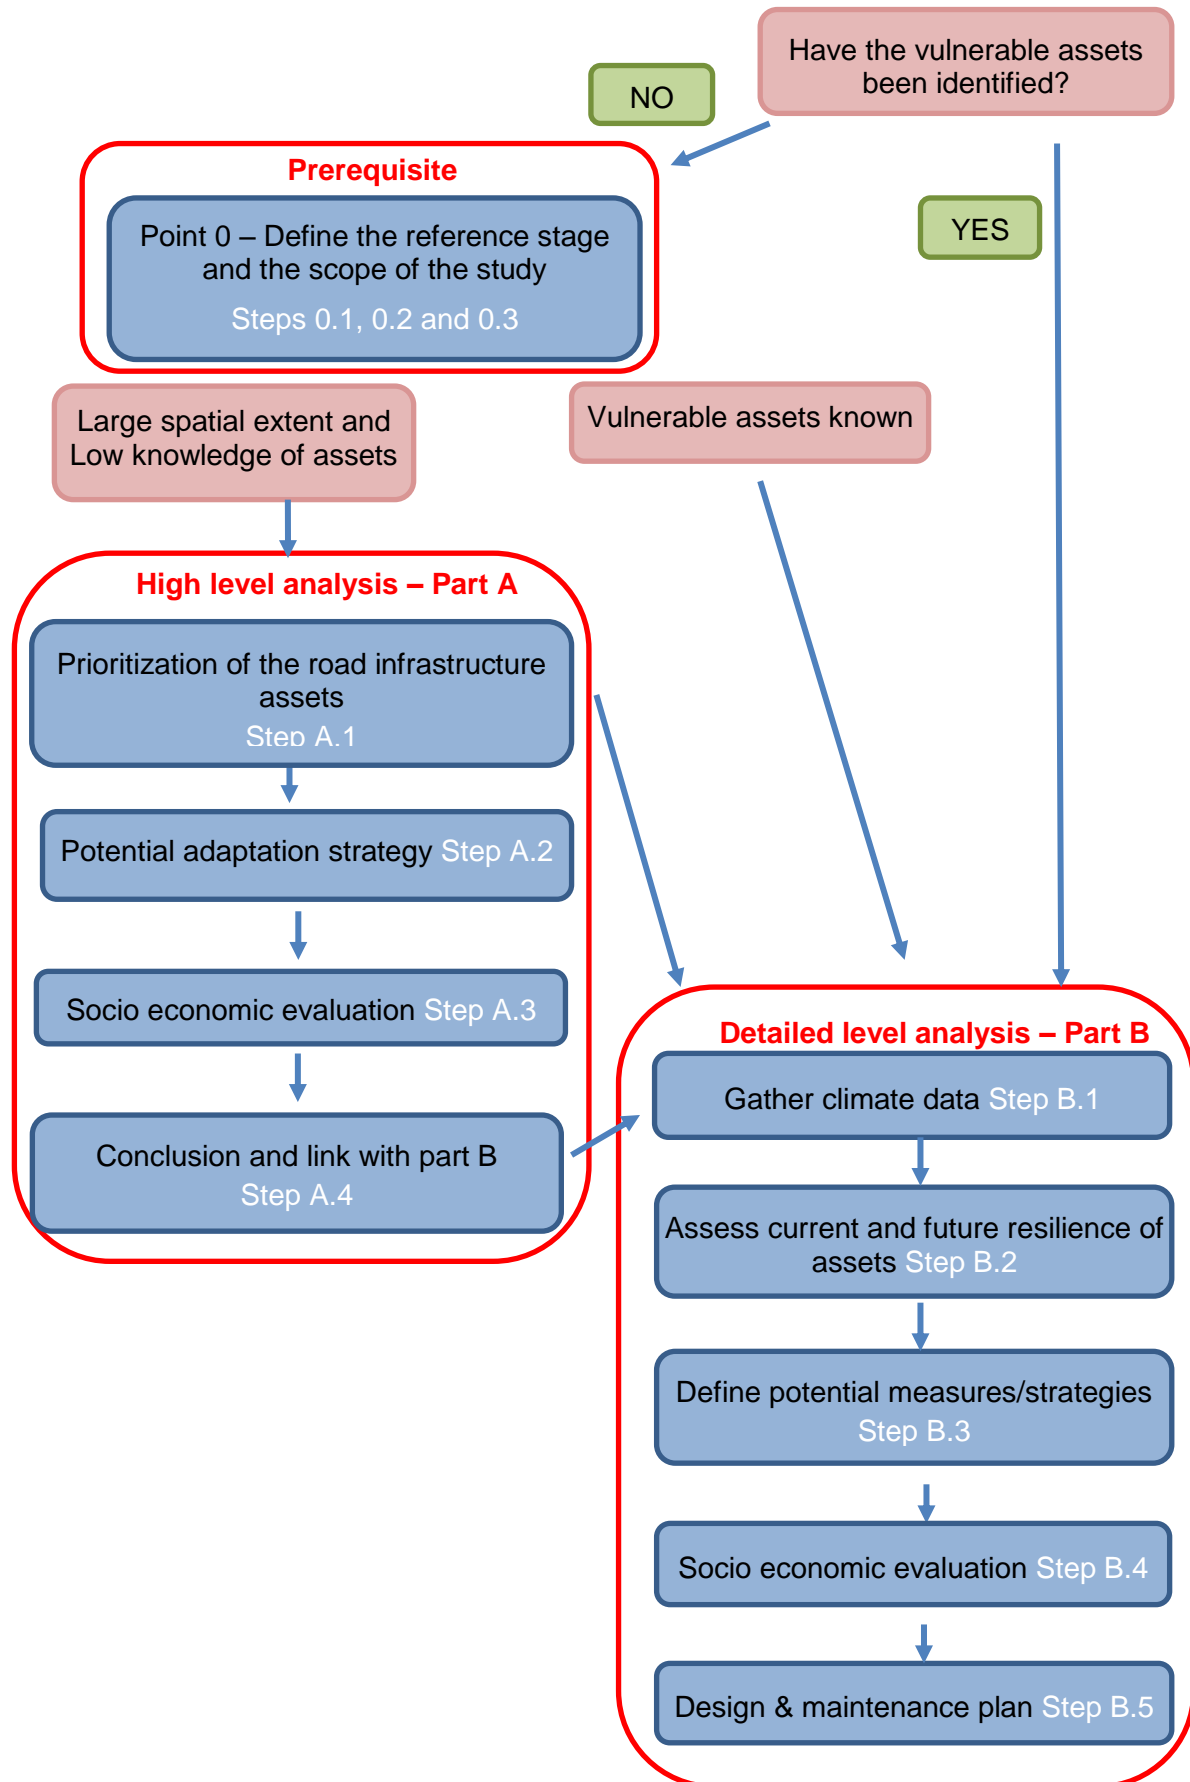 Have the vulnerable assets
been identified?
NO
YES
Prerequisite
Point 0 – Define the reference stage
and the scope of the study
Steps 0.1, 0.2 and 0.3
Large spatial extent and
Low knowledge of assets
Vulnerable assets known
High level analysis – Part A
Prioritization of the road infrastructure
assets
Step A.1
Potential adaptation strategy Step A.2
Socio economic evaluation Step A.3
Conclusion and link with part B
Step A.4
Detailed level analysis – Part B
Gather climate data Step B.1
Assess current and future resilience of
assets Step B.2
Define potential measures/strategies
Step B.3
Socio economic evaluation Step B.4
Design & maintenance plan Step B.5